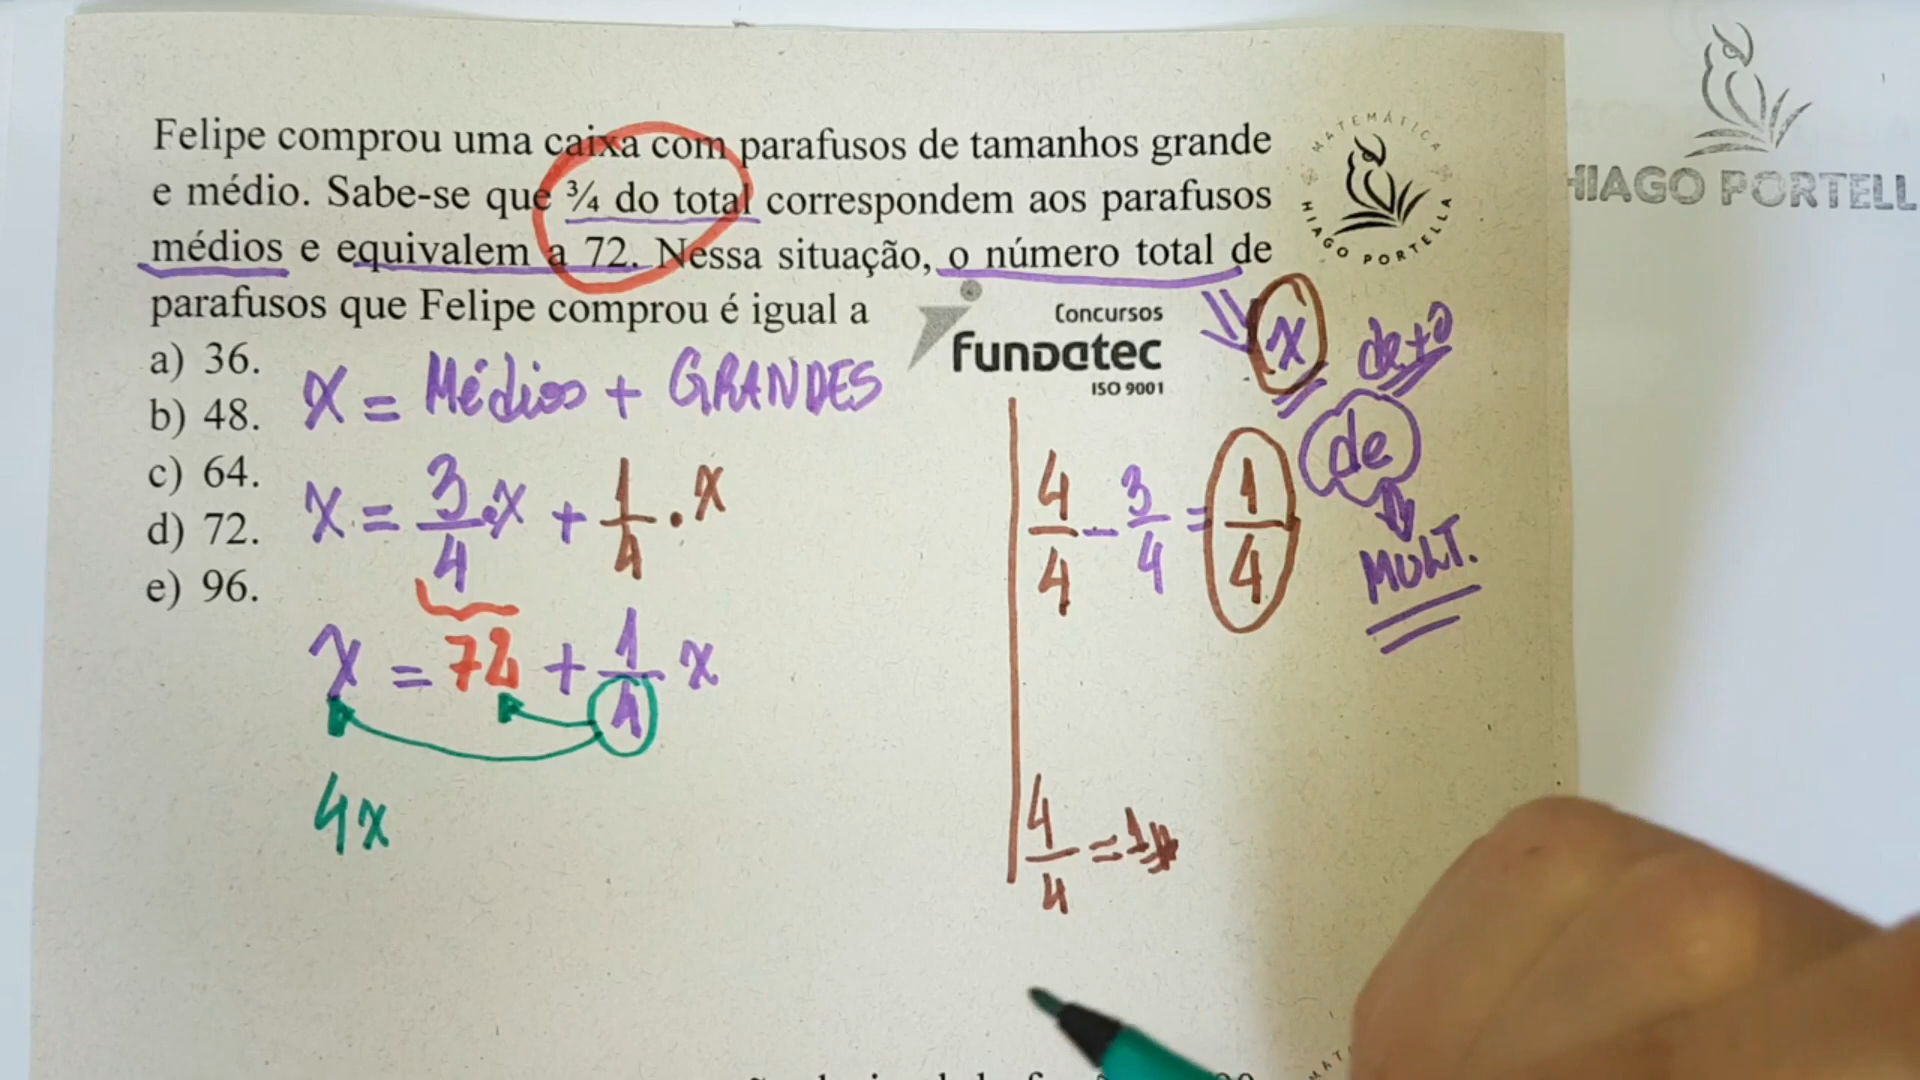 Felipe comprou uma caixa com parafusos de tamanhos grande
e médio. Sabe-se que ¾ do total correspondem aos parafusos
médios e equivalem a 72. Nessa situação, o número total de
parafusos que Felipe comprou é igual a
a) 36.
b) 48.
c) 64.
d) 72.
e) 96.
MATEMÁTICA
THIAGO PORTELLA
HIAGO PORTELL
Concursos
FUNDATEC
ISO 9001
x
de
MULT.
x = Médios + GRANDES
x = 3/4 . x + 1/4 . x
x = 72 + 1/4 x
4x
4/4 - 3/4 = 1/4
4/4 = 1